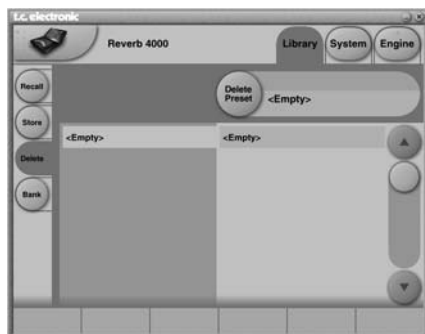 t.c. electronic
Reverb 4000
Library
System
Engine
Recall
Store
Delete
Bank
Delete
Preset
<Empty>
<Empty>
<Empty>